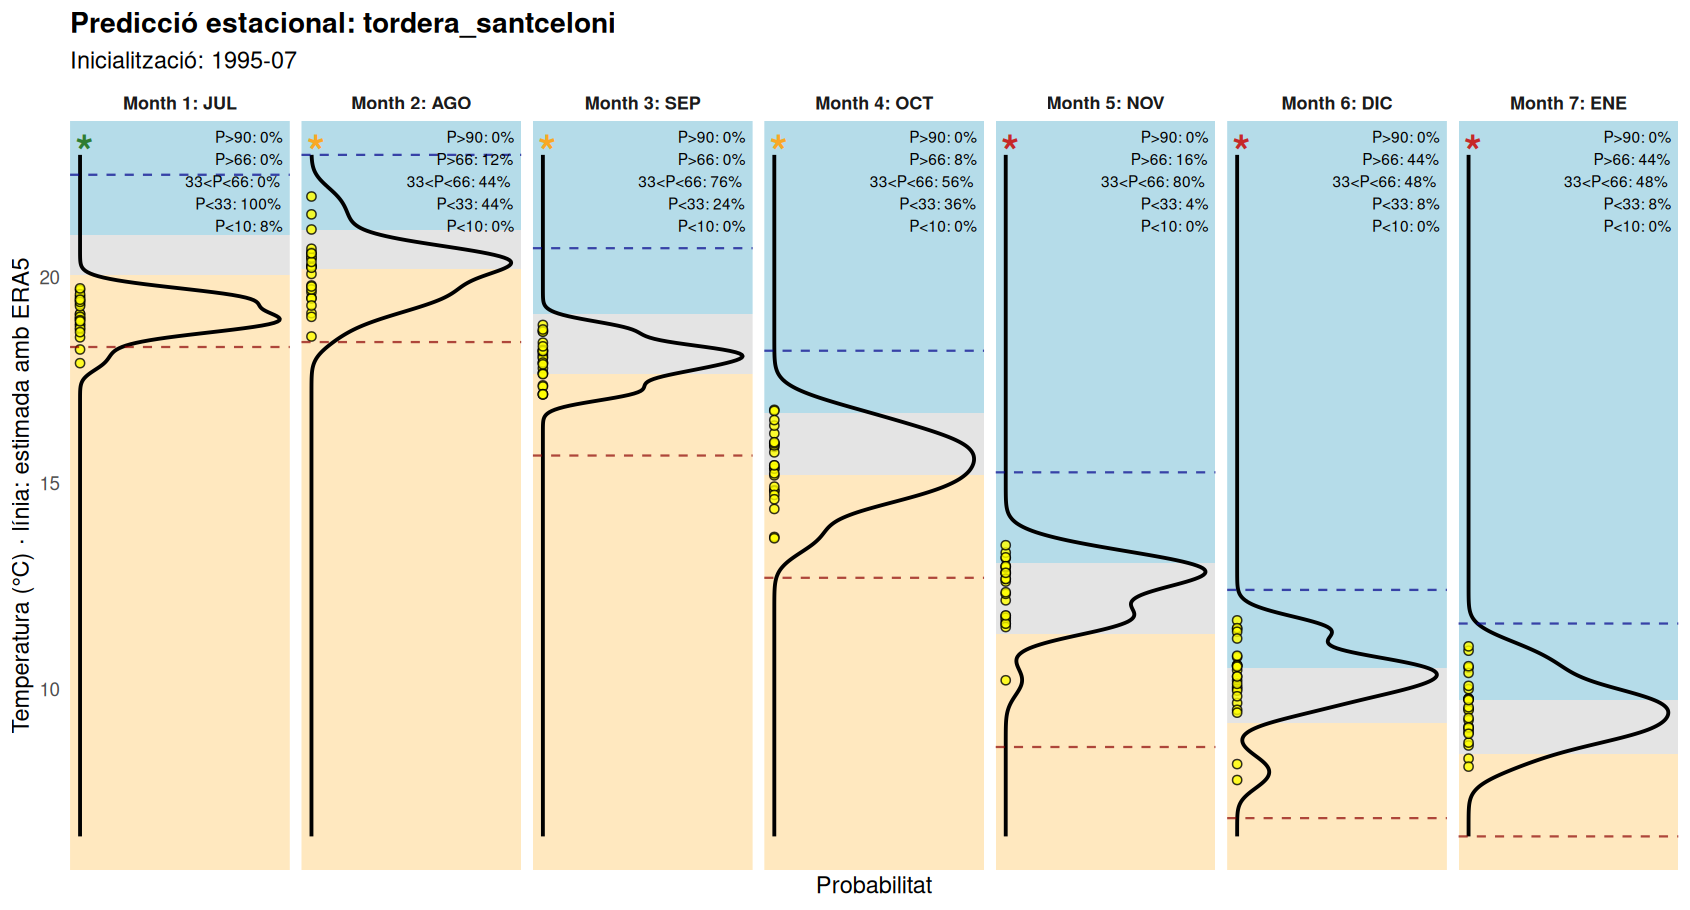 Predicció estacional: tordera_santceloni
Inicialització: 1995-07
Month 1: JUL
Month 2: AGO
Month 3: SEP
Month 4: OCT
Month 5: NOV
Month 6: DIC
Month 7: ENE
*
P>90: 0%
P>66: 0%
33<P<66: 0%
P<33: 100%
P<10: 8%
*
P>90: 0%
P>66: 12%
33<P<66: 44%
P<33: 44%
P<10: 0%
*
P>90: 0%
P>66: 0%
33<P<66: 76%
P<33: 24%
P<10: 0%
*
P>90: 0%
P>66: 8%
33<P<66: 56%
P<33: 36%
P<10: 0%
*
P>90: 0%
P>66: 16%
33<P<66: 80%
P<33: 4%
P<10: 0%
*
P>90: 0%
P>66: 44%
33<P<66: 48%
P<33: 8%
P<10: 0%
*
P>90: 0%
P>66: 44%
33<P<66: 48%
P<33: 8%
P<10: 0%
Temperatura (°C) · línia: estimada amb ERA5
20
15
10
Probabilitat